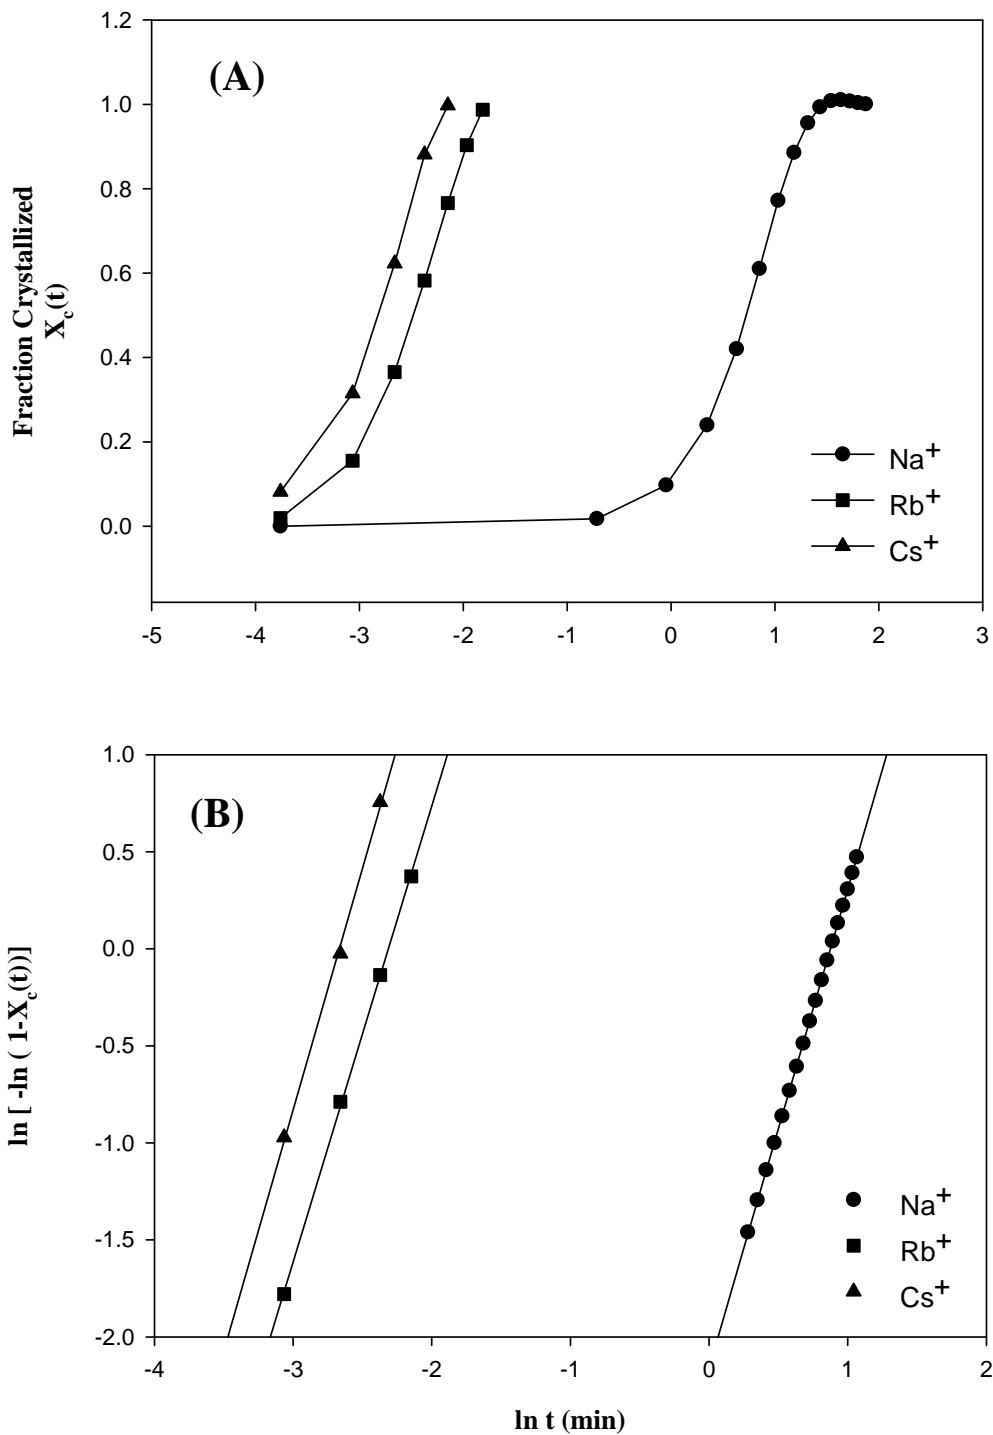 (A)
1.2
1.0
0.8
0.6
0.4
0.2
0.0
Fraction Crystallized
Xc(t)
-5 -4 -3 -2 -1 0 1 2 3
Na+
Rb+
Cs+
(B)
1.0
0.5
0.0
-0.5
-1.0
-1.5
-2.0
ln [ -ln ( 1-Xc(t))]
Na+
Rb+
Cs+
-4 -3 -2 -1 0 1 2
ln t (min)